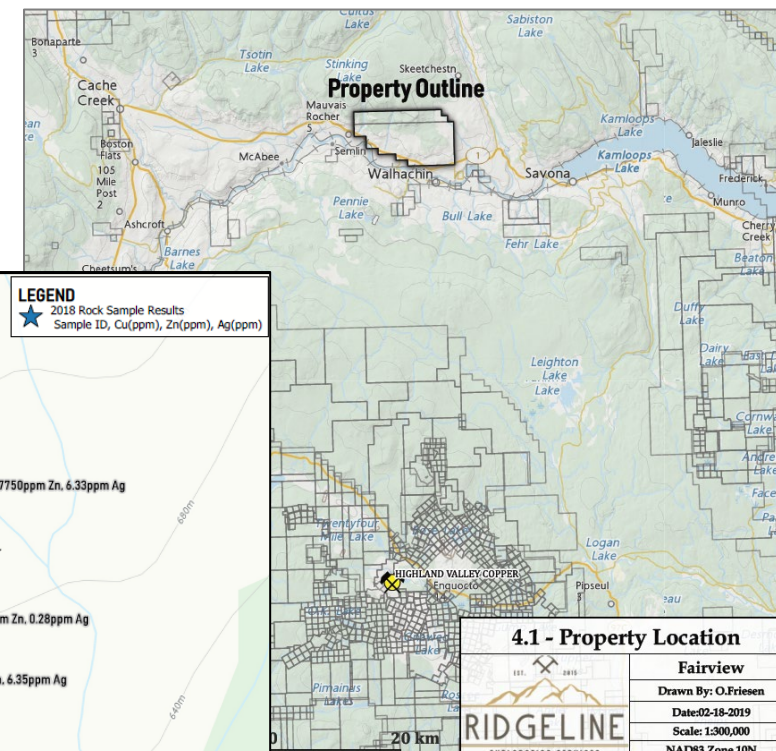 Cultus
Lake
Sabiston
Lake
Bonaparte
3
Tsotin
Lake
Stinking
Lake
Skeetchestn
Property Outline
Cache
Creek
Mauvais
Rocher
5
Kamloops
Lake
Jaleslie
Boston
Flats
105
Mile
Post
2
McAbee
Semlin
Walhachin
1
Savona
Kamloops
Lake
Frederick
Munro
Pennie
Lake
Bull Lake
Ashcroft
Fehr Lake
Cherry
Creek
Barnes
Lake
Cheetsum's
Beaton
Lake
LEGEND
2018 Rock Sample Results
Sample ID, Cu(ppm), Zn(ppm), Ag(ppm)
Duffy
Lake
Leighton
Lake
Dairy
Lake
7750ppm Zn, 6.33ppm Ag
680m
Twentyfour
Mile Lake
Logan
Lake
HIGHLAND VALLEY COPPER
Pipseul
3
m Zn, 0.28ppm Ag
6.35ppm Ag
640m
Pimainus
Lakes
0
20 km
4.1 - Property Location
EST. 2015
RIDGELINE
Fairview
Drawn By: O.Friesen
Date:02-18-2019
Scale: 1:300,000
NAD83 Zone 10N